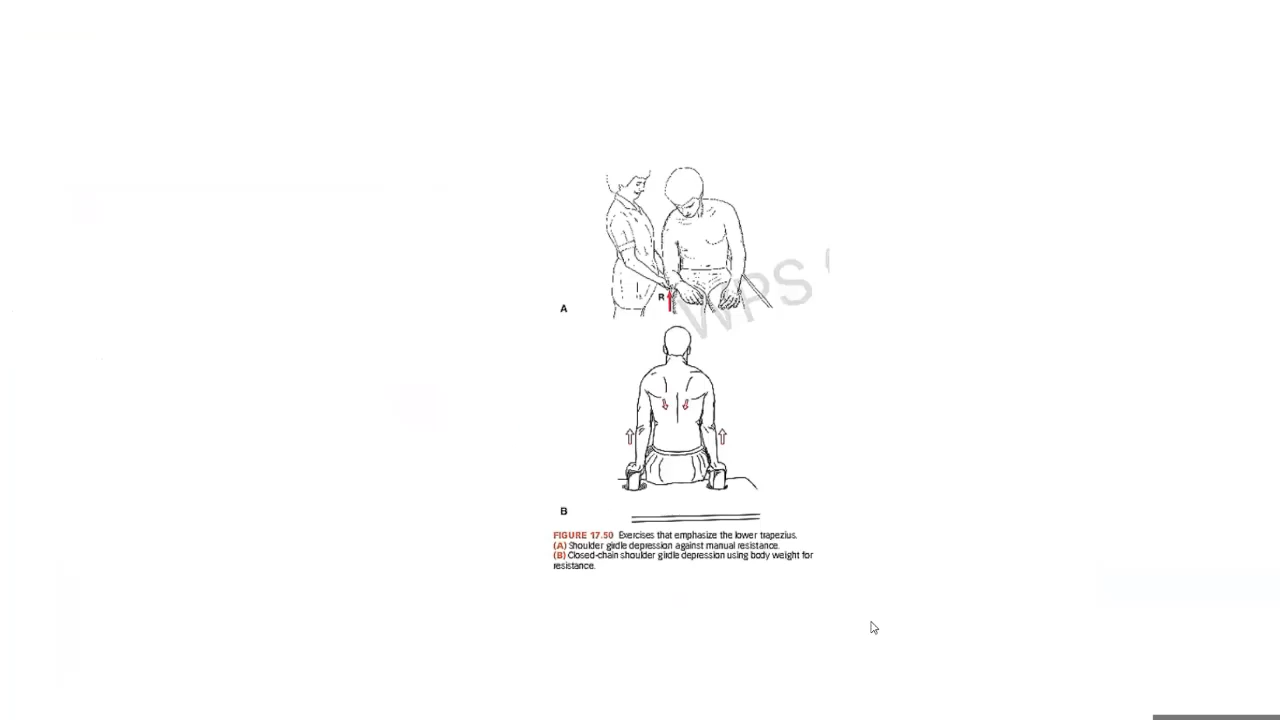 R
A
WPS
B
FIGURE 17.50 Exercises that emphasize the lower trapezius.
(A) Shoulder girdle depression against manual resistance.
(B) Closed-chain shoulder girdle depression using body weight for
resistance.